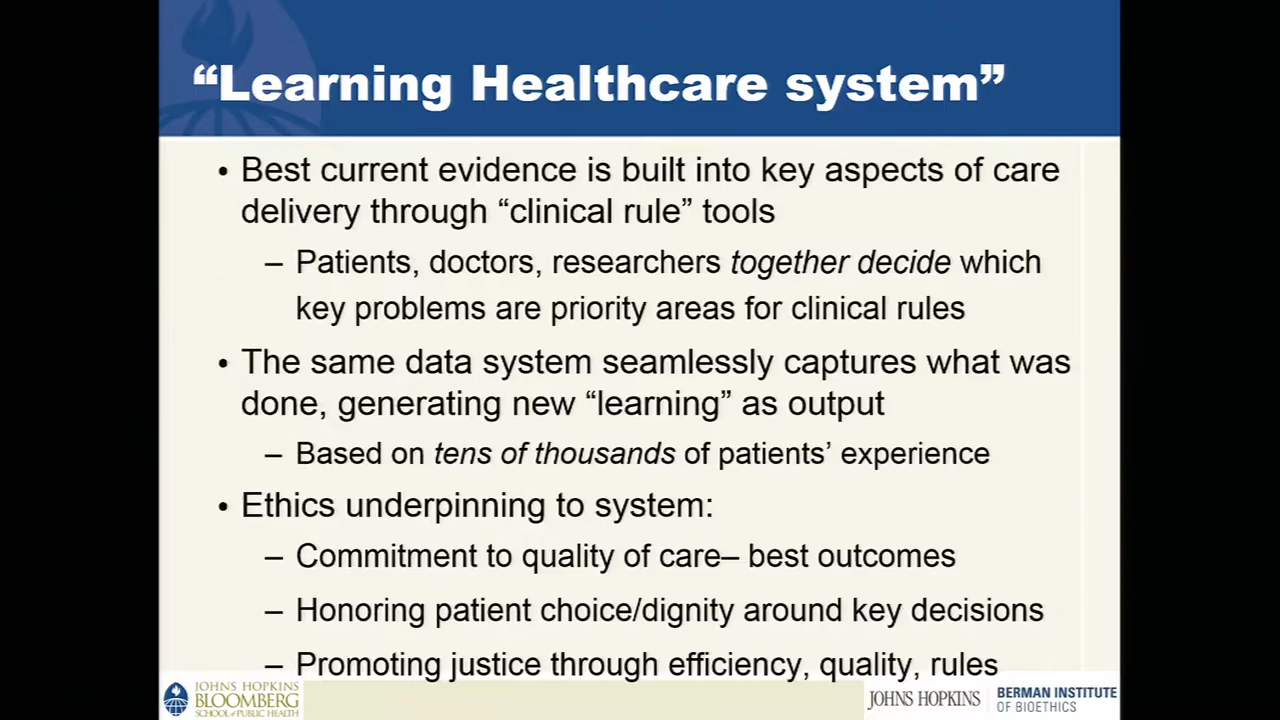 “Learning Healthcare system”
• Best current evidence is built into key aspects of care
delivery through “clinical rule” tools
– Patients, doctors, researchers together decide which
key problems are priority areas for clinical rules
• The same data system seamlessly captures what was
done, generating new “learning” as output
– Based on tens of thousands of patients’ experience
• Ethics underpinning to system:
– Commitment to quality of care– best outcomes
– Honoring patient choice/dignity around key decisions
– Promoting justice through efficiency, quality, rules
JOHNS HOPKINS
BLOOMBERG
SCHOOL of PUBLIC HEALTH
JOHNS HOPKINS
BERMAN INSTITUTE
OF BIOETHICS